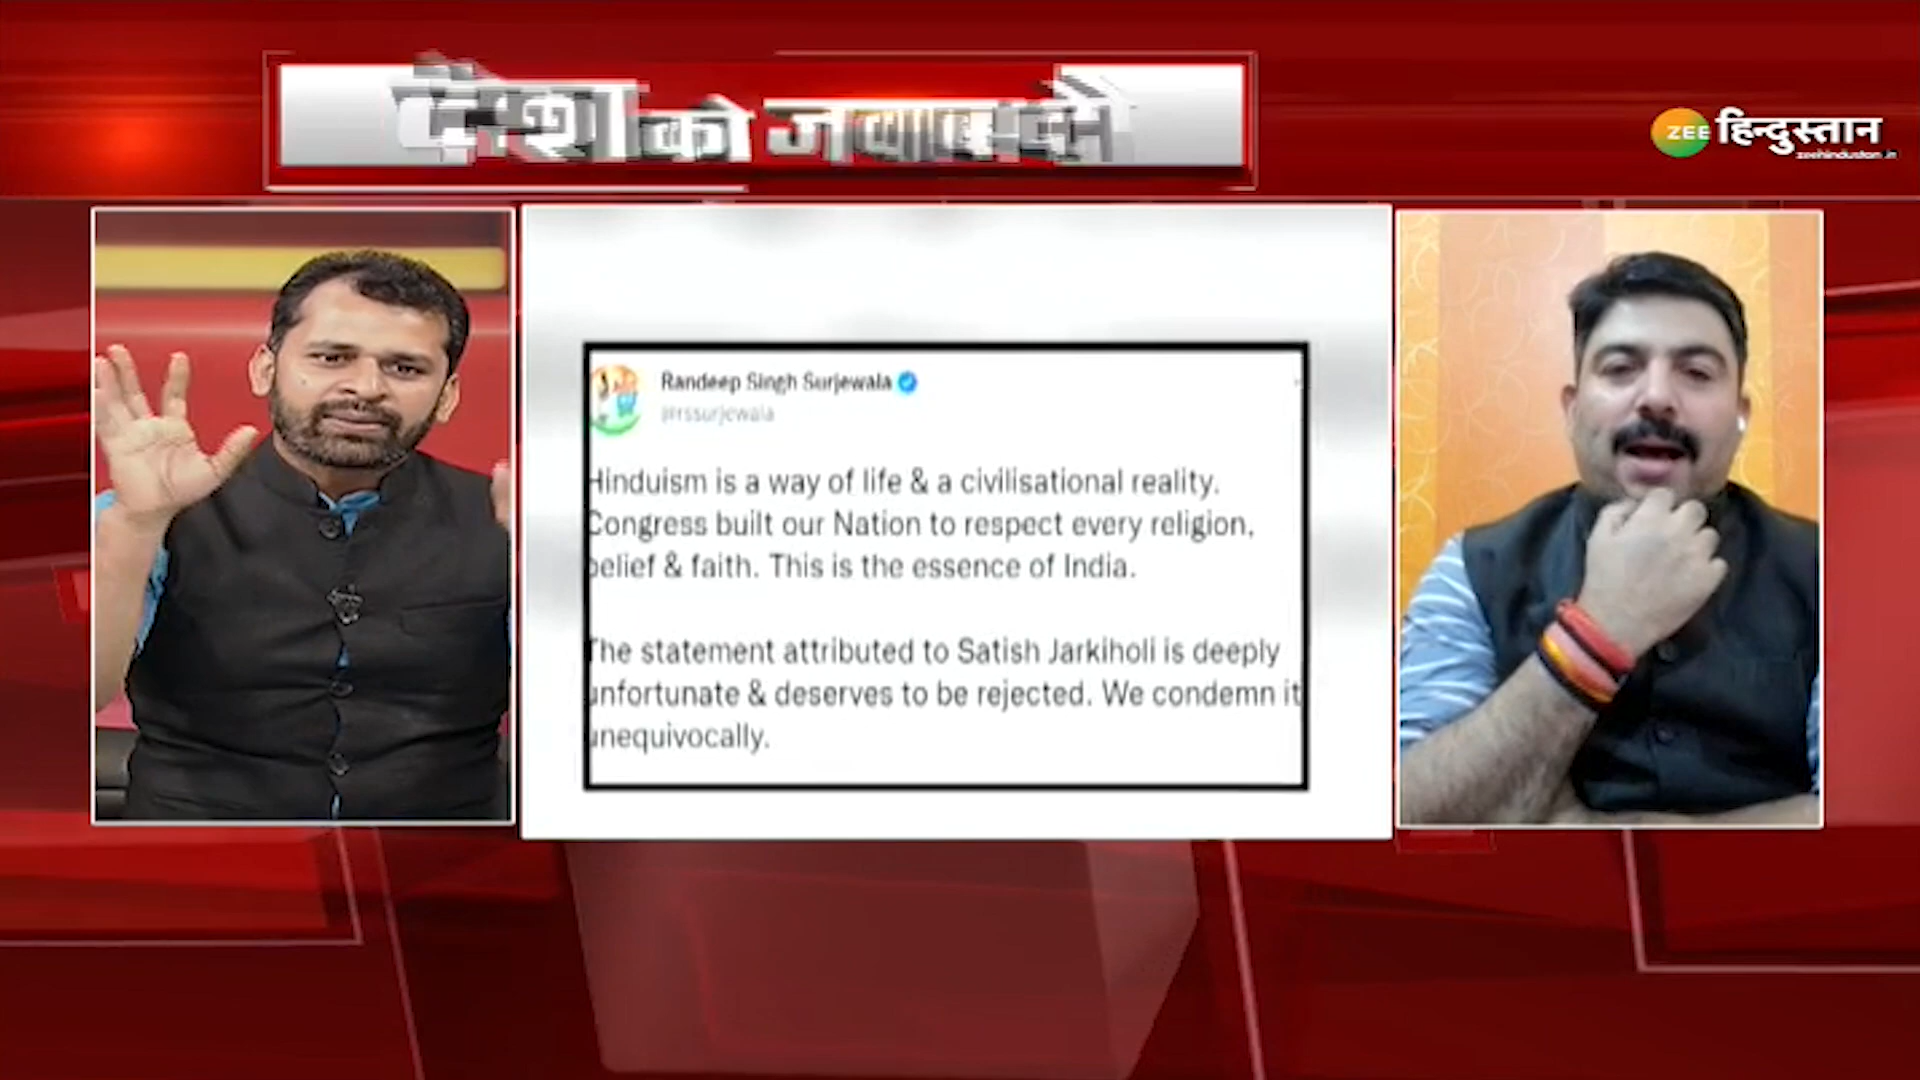 देश को जवाब दो
ZEE हिन्दुस्तान
zeehindustan.in
Randeep Singh Surjewala
@rssurjewala
Hinduism is a way of life & a civilisational reality.
Congress built our Nation to respect every religion,
belief & faith. This is the essence of India.
The statement attributed to Satish Jarkiholi is deeply
unfortunate & deserves to be rejected. We condemn it
unequivocally.